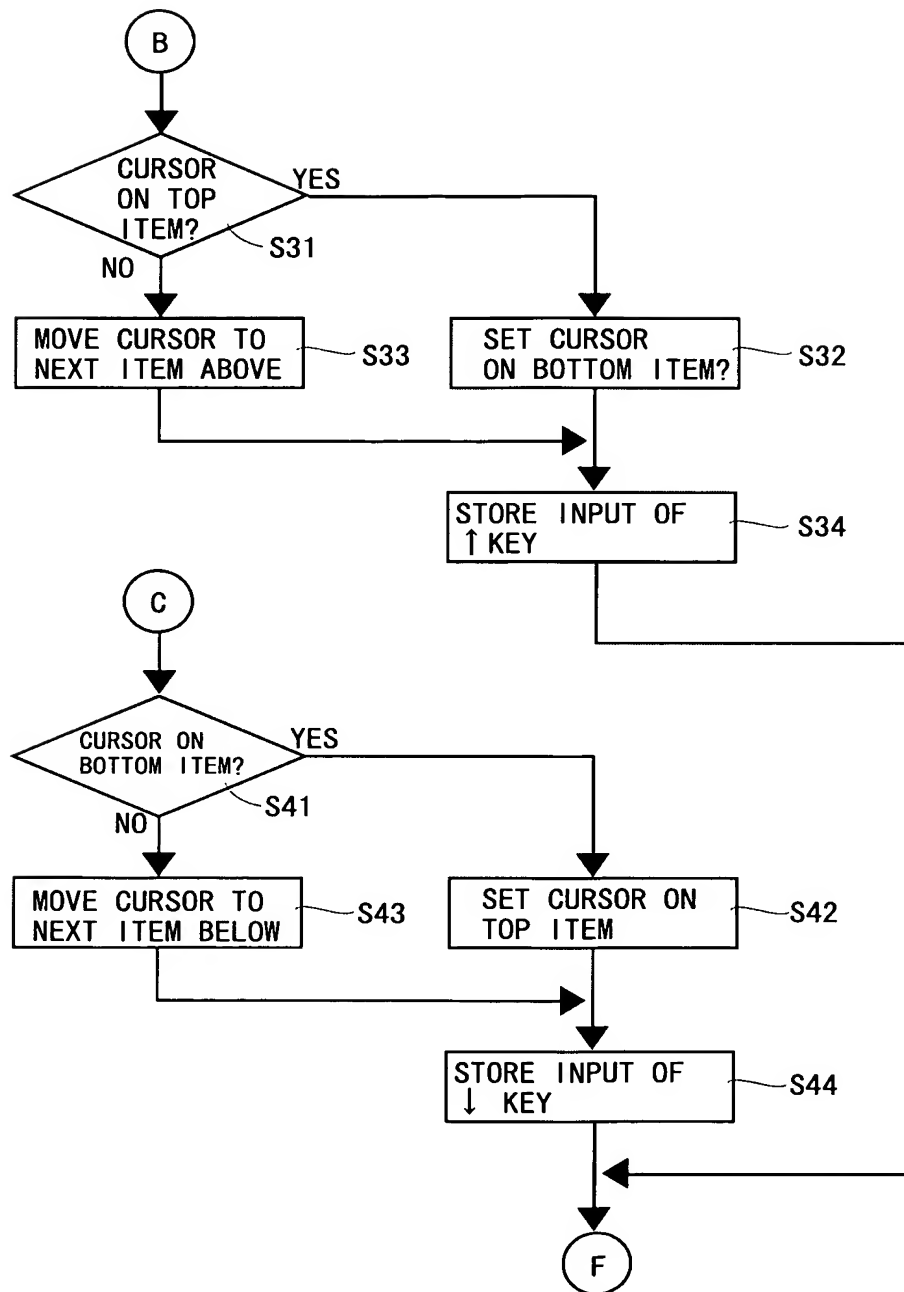 B
CURSOR
ON TOP
ITEM?
YES
S31
NO
MOVE CURSOR TO
NEXT ITEM ABOVE
S33
SET CURSOR
ON BOTTOM ITEM?
S32
STORE INPUT OF
↑ KEY
S34
C
CURSOR ON
BOTTOM ITEM?
YES
S41
NO
MOVE CURSOR TO
NEXT ITEM BELOW
S43
SET CURSOR ON
TOP ITEM
S42
STORE INPUT OF
↓ KEY
S44
F